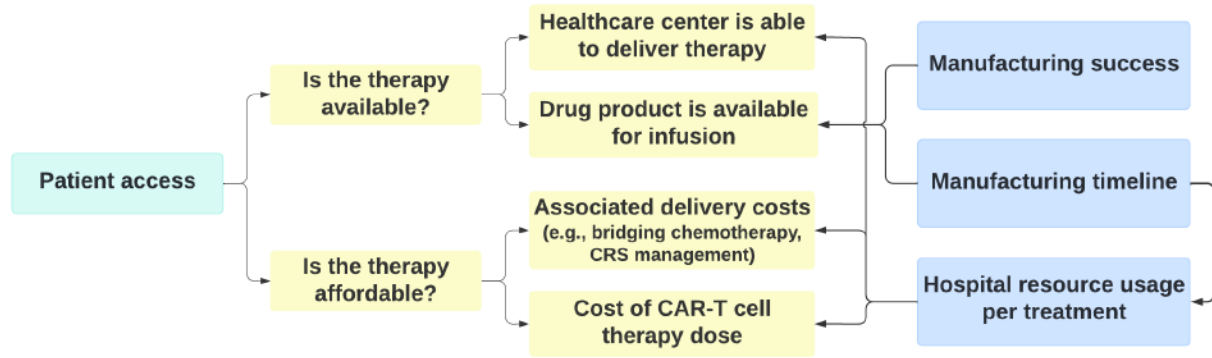 Patient access
Is the therapy
available?
Is the therapy
affordable?
Healthcare center is able
to deliver therapy
Drug product is available
for infusion
Associated delivery costs
(e.g., bridging chemotherapy,
CRS management)
Cost of CAR-T cell
therapy dose
Manufacturing success
Manufacturing timeline
Hospital resource usage
per treatment